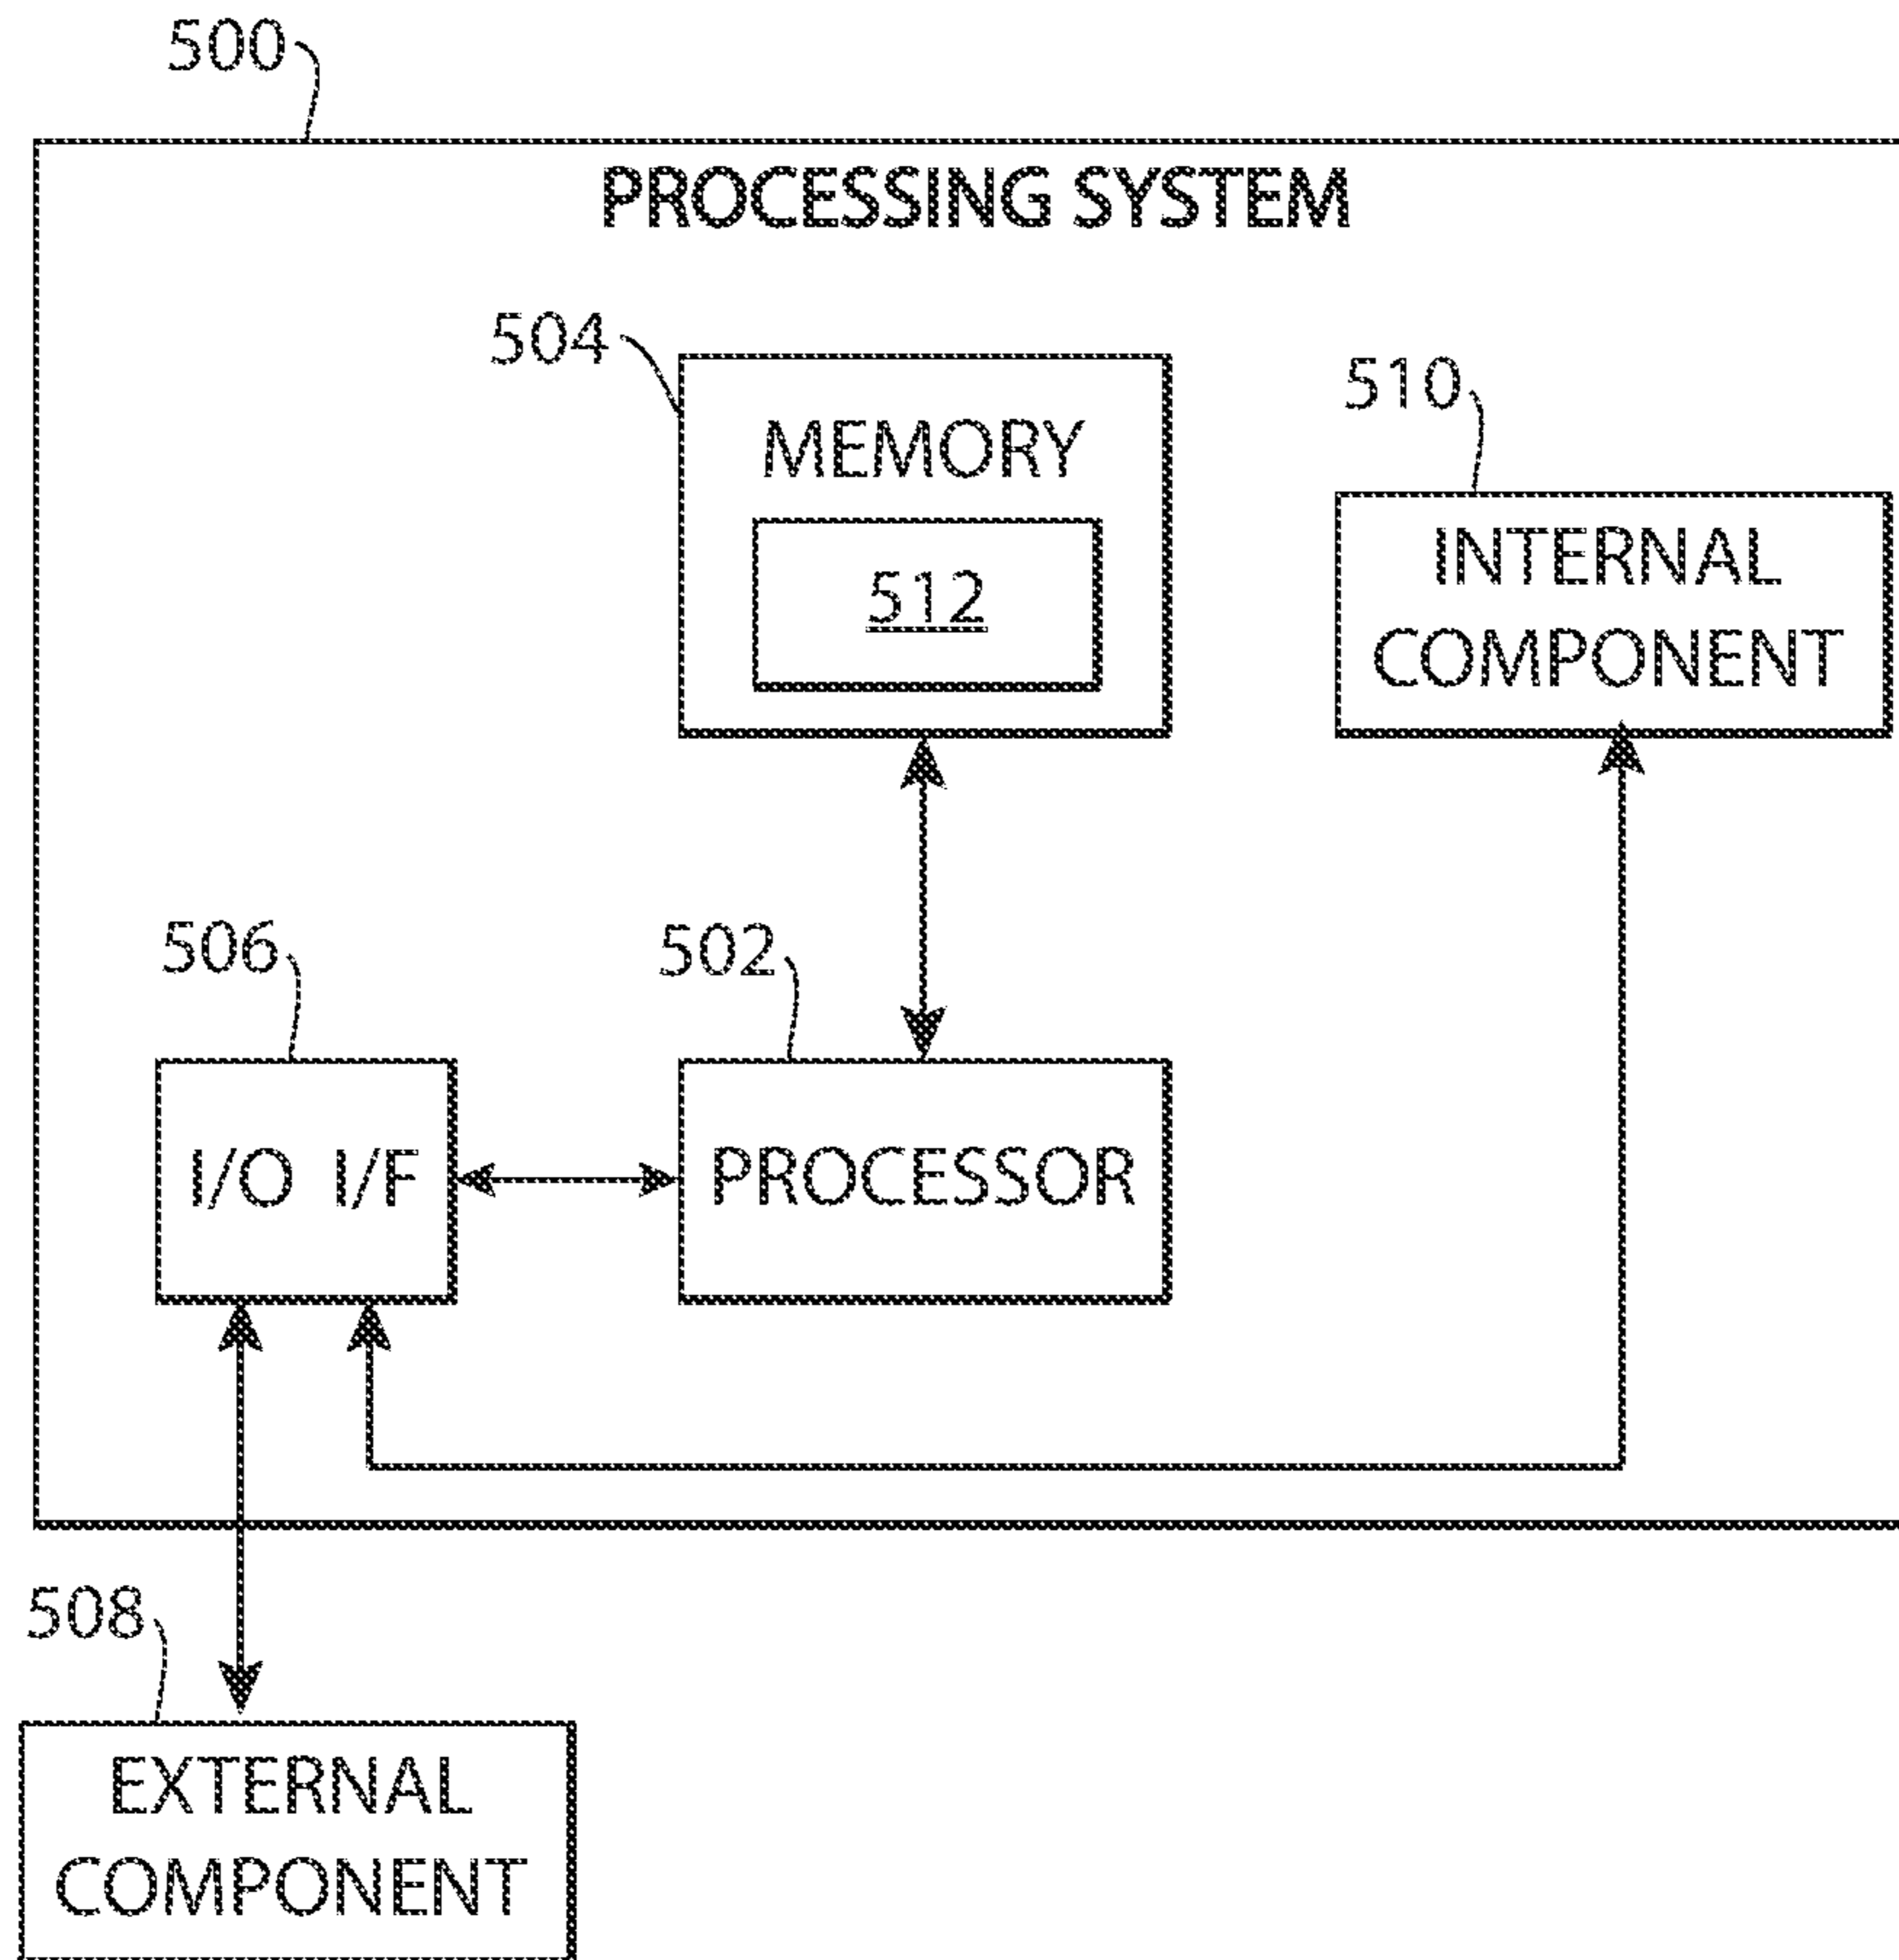 500
PROCESSING SYSTEM
504
MEMORY
512
510
INTERNAL
COMPONENT
506
I/O I/F
502
PROCESSOR
508
EXTERNAL
COMPONENT